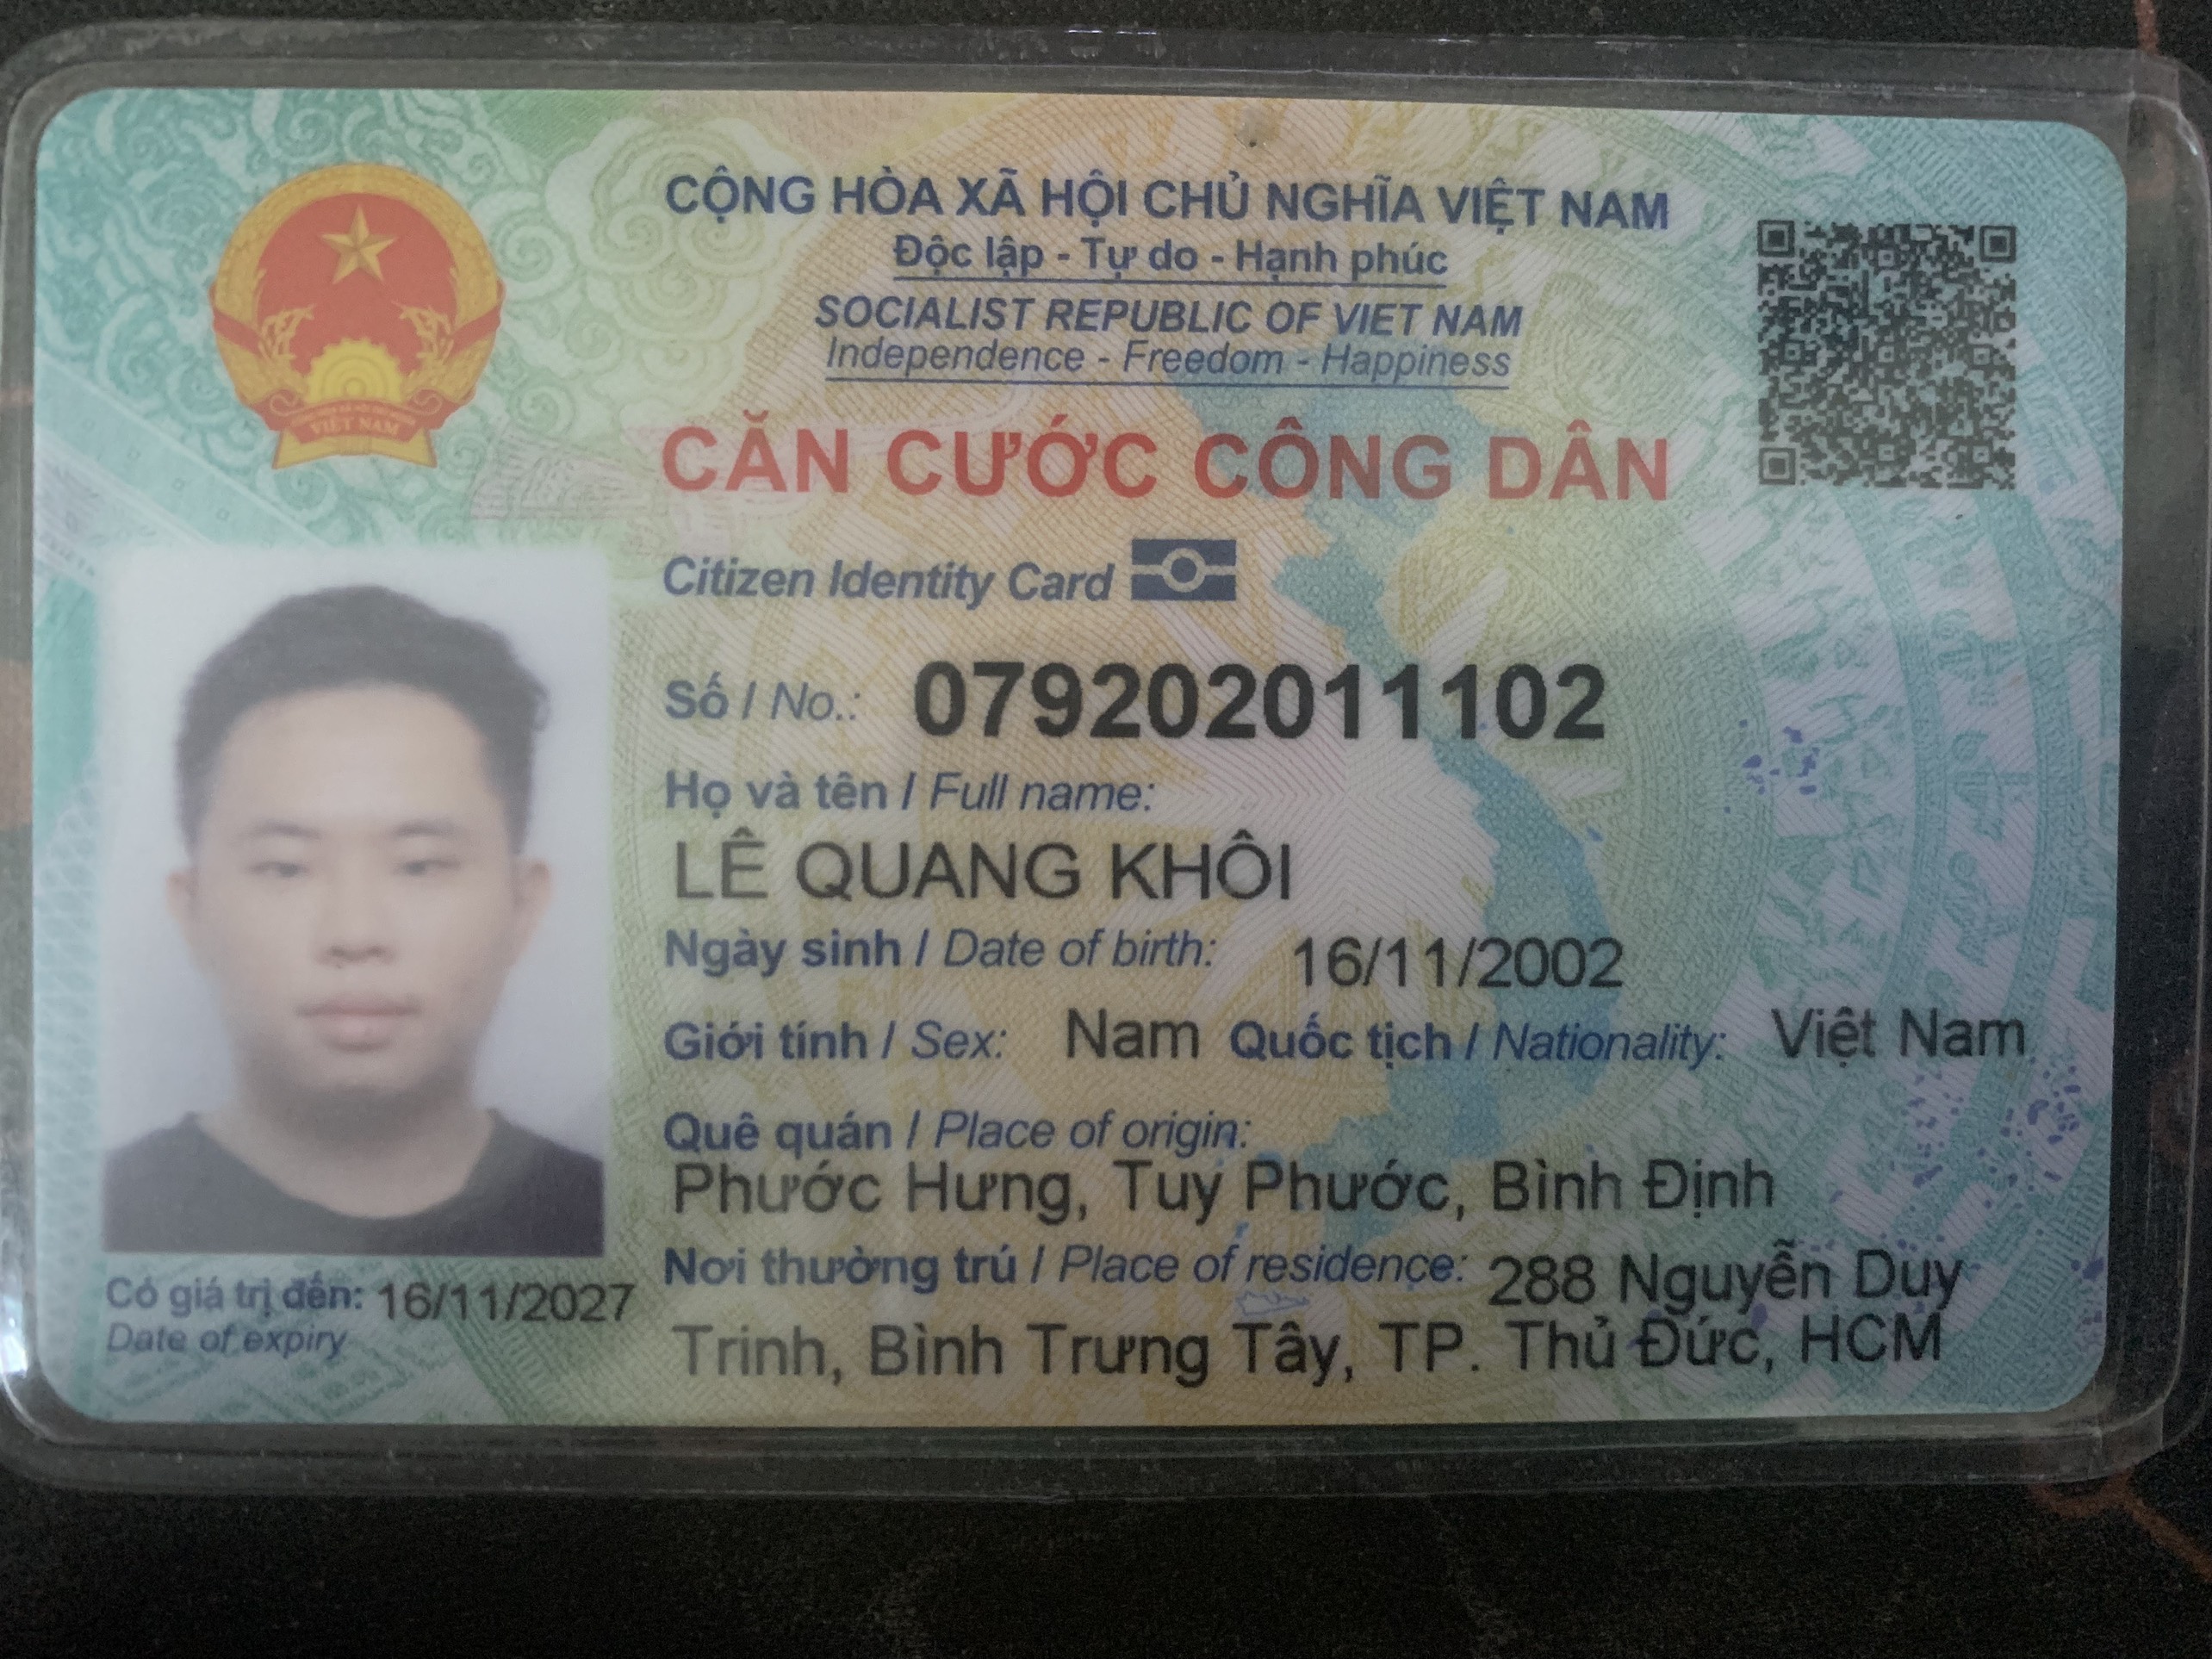 CỘNG HÒA XÃ HỘI CHỦ NGHĨA VIỆT NAM
Độc lập - Tự do - Hạnh phúc
SOCIALIST REPUBLIC OF VIET NAM
Independence - Freedom - Happiness
CĂN CƯỚC CÔNG DÂN
Citizen Identity Card
VIỆT NAM
Số / No.: 079202011102
Họ và tên / Full name:
LÊ QUANG KHÔI
Ngày sinh / Date of birth: 16/11/2002
Giới tính / Sex: Nam Quốc tịch / Nationality: Việt Nam
Quê quán / Place of origin:
Phước Hưng, Tuy Phước, Bình Định
Nơi thường trú / Place of residence: 288 Nguyễn Duy
Trinh, Bình Trưng Tây, TP. Thủ Đức, HCM
Có giá trị đến: 16/11/2027
Date of expiry